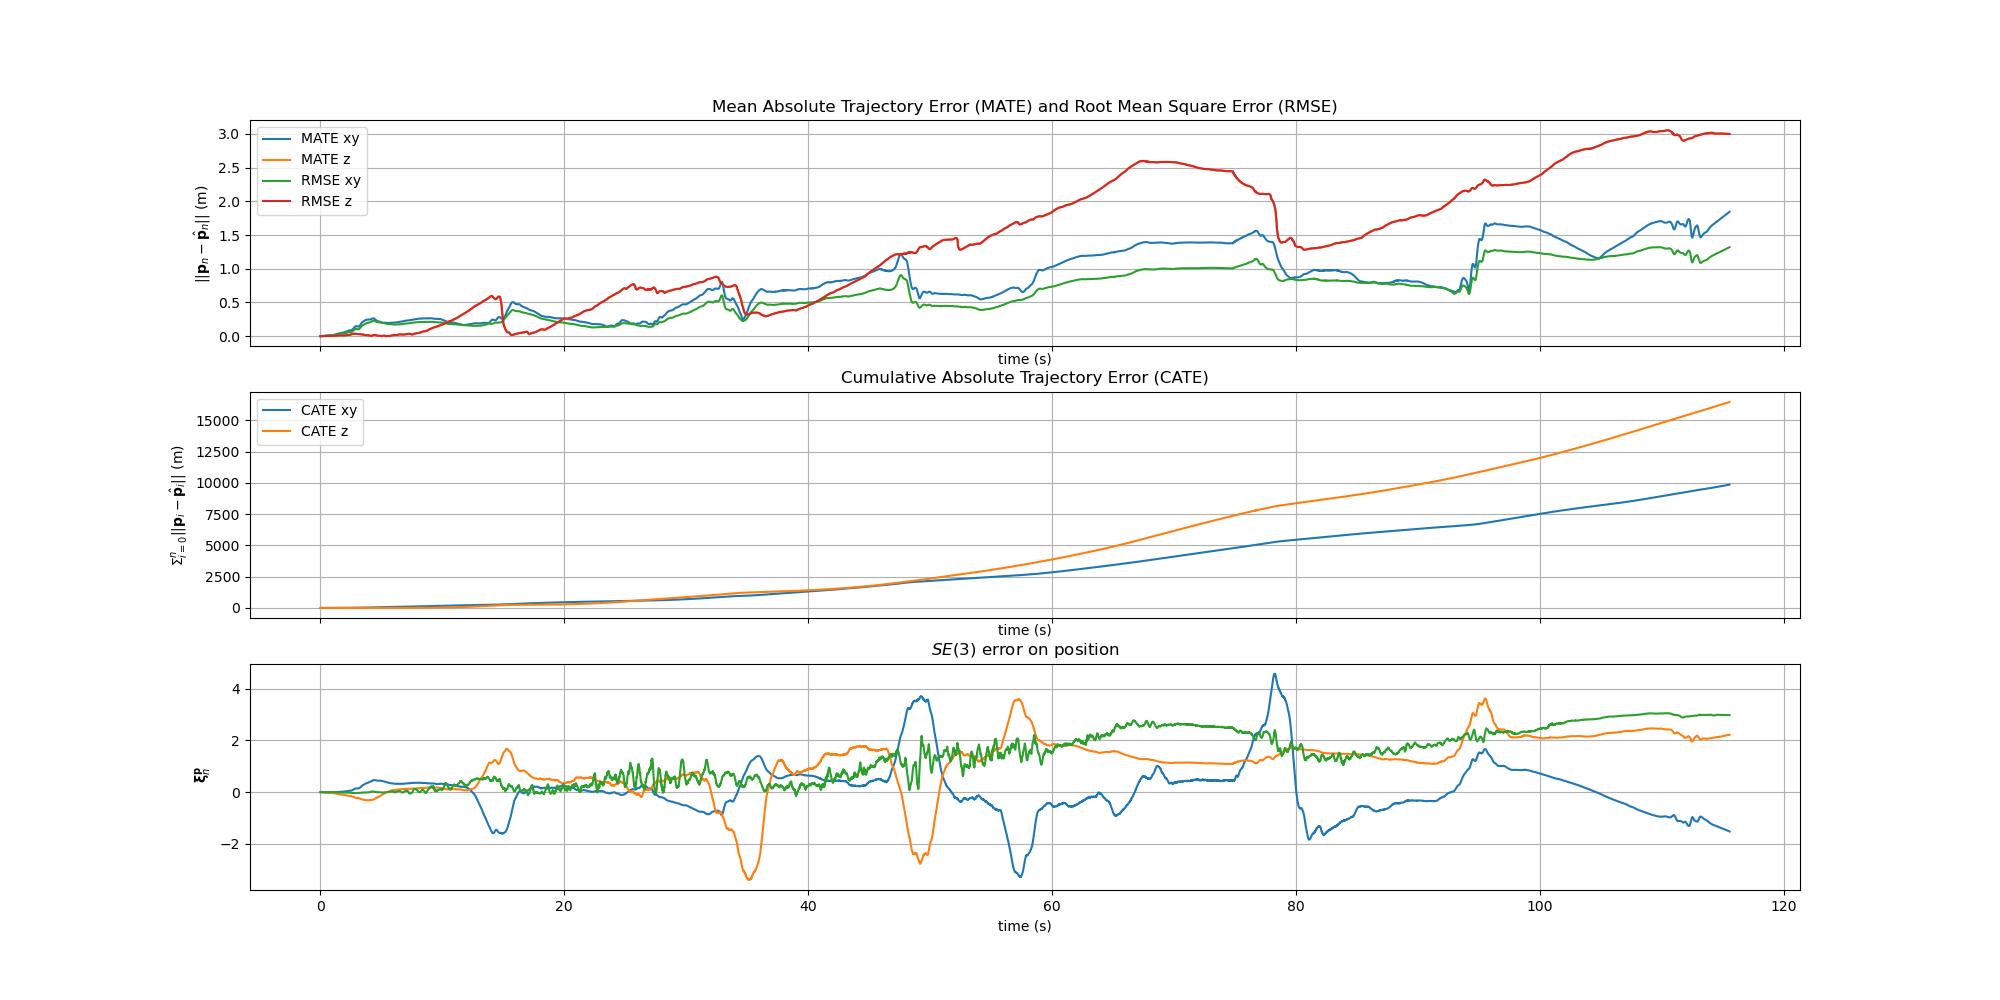 Mean Absolute Trajectory Error (MATE) and Root Mean Square Error (RMSE)
||𝐩ₙ − 𝐩̂ₙ|| (m)
3.0
2.5
2.0
1.5
1.0
0.5
0.0
MATE xy
MATE z
RMSE xy
RMSE z
time (s)
Cumulative Absolute Trajectory Error (CATE)
Σⁿᵢ₌₀||𝐩ᵢ − 𝐩̂ᵢ|| (m)
15000
12500
10000
7500
5000
2500
0
CATE xy
CATE z
time (s)
SE(3) error on position
ξₙᵖ
4
2
0
−2
0 20 40 60 80 100 120
time (s)